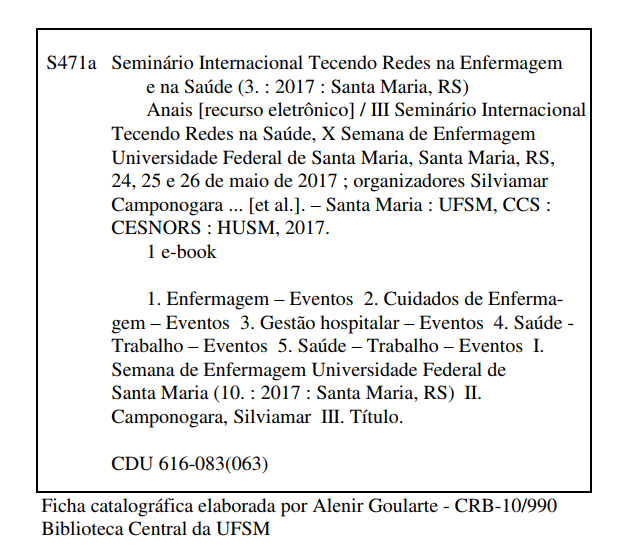 S471a Seminário Internacional Tecendo Redes na Enfermagem
e na Saúde (3. : 2017 : Santa Maria, RS)
Anais [recurso eletrônico] / III Seminário Internacional
Tecendo Redes na Saúde, X Semana de Enfermagem
Universidade Federal de Santa Maria, Santa Maria, RS,
24, 25 e 26 de maio de 2017 ; organizadores Silviamar
Camponogara ... [et al.]. – Santa Maria : UFSM, CCS :
CESNORS : HUSM, 2017.
1 e-book
1. Enfermagem – Eventos 2. Cuidados de Enferma-
gem – Eventos 3. Gestão hospitalar – Eventos 4. Saúde -
Trabalho – Eventos 5. Saúde – Trabalho – Eventos I.
Semana de Enfermagem Universidade Federal de
Santa Maria (10. : 2017 : Santa Maria, RS) II.
Camponogara, Silviamar III. Título.
CDU 616-083(063)
Ficha catalográfica elaborada por Alenir Goularte - CRB-10/990
Biblioteca Central da UFSM